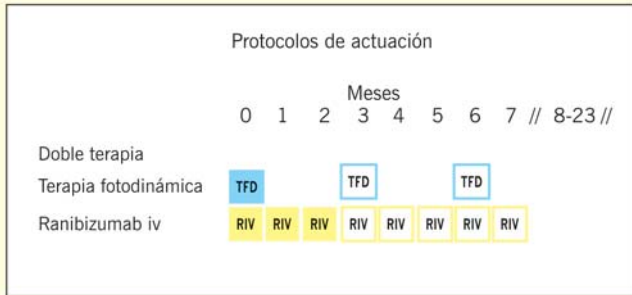 Protocolos de actuación
Meses
0 1 2 3 4 5 6 7 // 8-23 //
Doble terapia
Terapia fotodinámica TFD TFD TFD
Ranibizumab iv RIV RIV RIV RIV RIV RIV RIV RIV